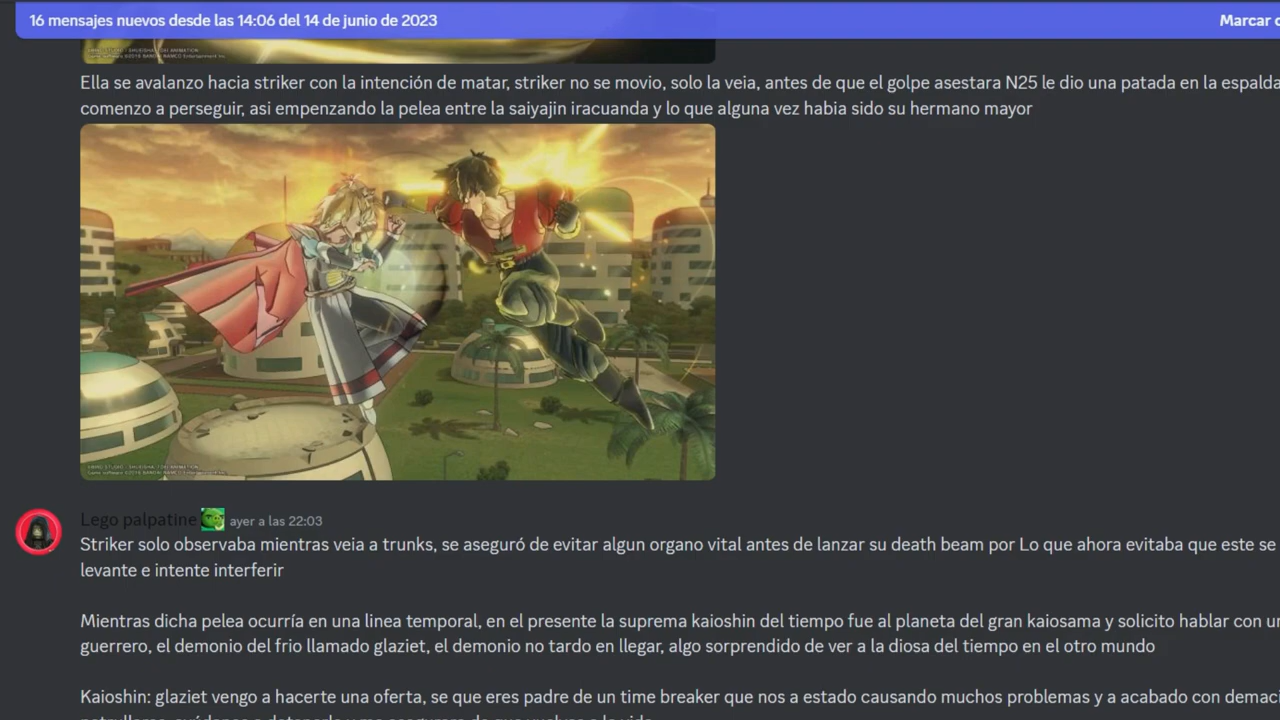 16 mensajes nuevos desde las 14:06 del 14 de junio de 2023
Marcar c
Ella se avalanzo hacia striker con la intención de matar, striker no se movio, solo la veia, antes de que el golpe asestara N25 le dio una patada en la espalda
comenzo a perseguir, asi empenzando la pelea entre la saiyajin iracuanda y lo que alguna vez habia sido su hermano mayor
Lego palpatine ayer a las 22:03
Striker solo observaba mientras veia a trunks, se aseguró de evitar algun organo vital antes de lanzar su death beam por Lo que ahora evitaba que este se
levante e intente interferir
Mientras dicha pelea ocurría en una linea temporal, en el presente la suprema kaioshin del tiempo fue al planeta del gran kaiosama y solicito hablar con un
guerrero, el demonio del frio llamado glaziet, el demonio no tardo en llegar, algo sorprendido de ver a la diosa del tiempo en el otro mundo
Kaioshin: glaziet vengo a hacerte una oferta, se que eres padre de un time breaker que nos a estado causando muchos problemas y a acabado con demaci